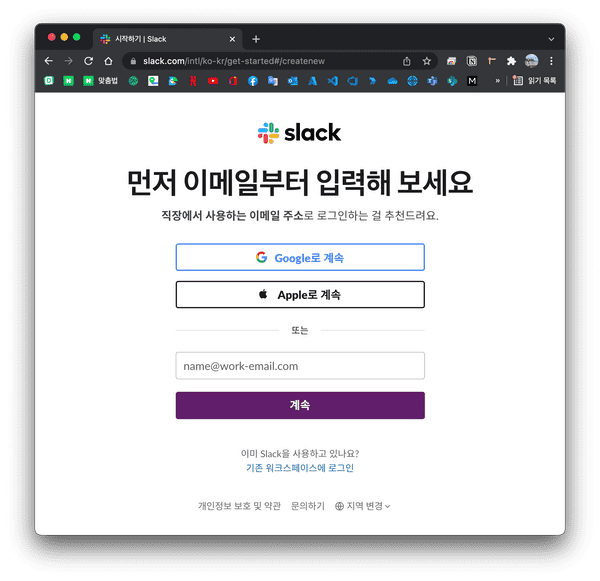 시작하기 | Slack
slack.com/intl/ko-kr/get-started#/createnew
맞춤법
읽기 목록
slack
먼저 이메일부터 입력해 보세요
직장에서 사용하는 이메일 주소로 로그인하는 걸 추천드려요.
Google로 계속
Apple로 계속
또는
name@work-email.com
계속
이미 Slack을 사용하고 있나요?
기존 워크스페이스에 로그인
개인정보 보호 및 약관 문의하기 지역 변경